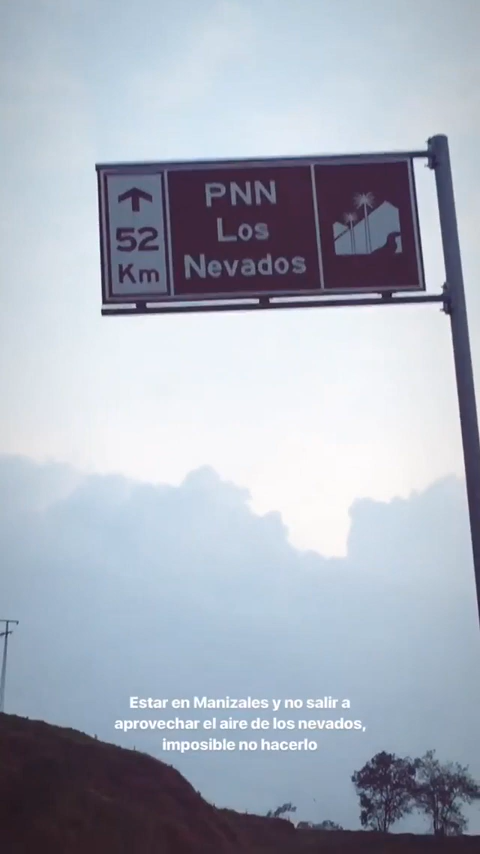 52
Km
PNN
Los
Nevados
Estar en Manizales y no salir a
aprovechar el aire de los nevados,
imposible no hacerlo